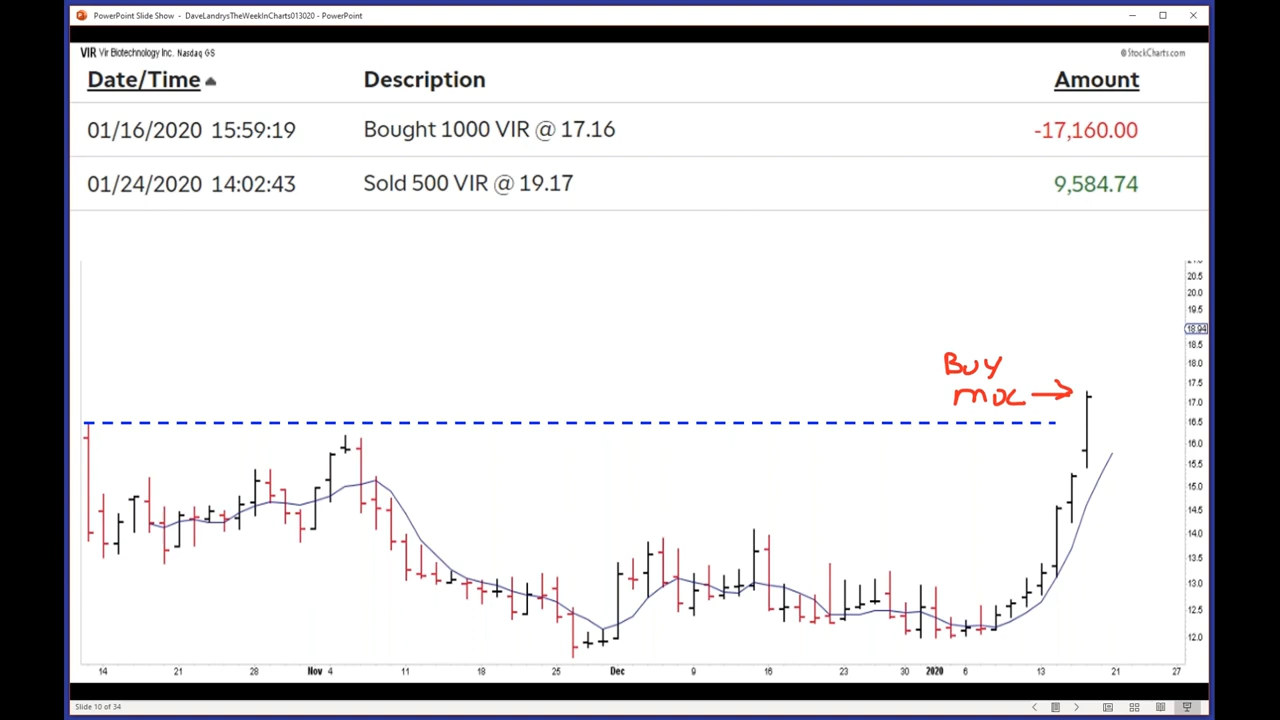 PowerPoint Slide Show - DaveLandrysTheWeekInCharts013020 - PowerPoint
VIR Vir Biotechnology Inc. Nasdaq GS
© StockCharts.com
Date/Time Description Amount
01/16/2020 15:59:19 Bought 1000 VIR @ 17.16 -17,160.00
01/24/2020 14:02:43 Sold 500 VIR @ 19.17 9,584.74
20.5
20.0
19.5
18.94
18.5
18.0
17.5
17.0
16.5
16.0
15.5
15.0
14.5
14.0
13.5
13.0
12.5
12.0
Buy
MOC
14 21 28 Nov 4 11 18 25 Dec 9 16 23 30 2020 6 13 21 27
Slide 10 of 34